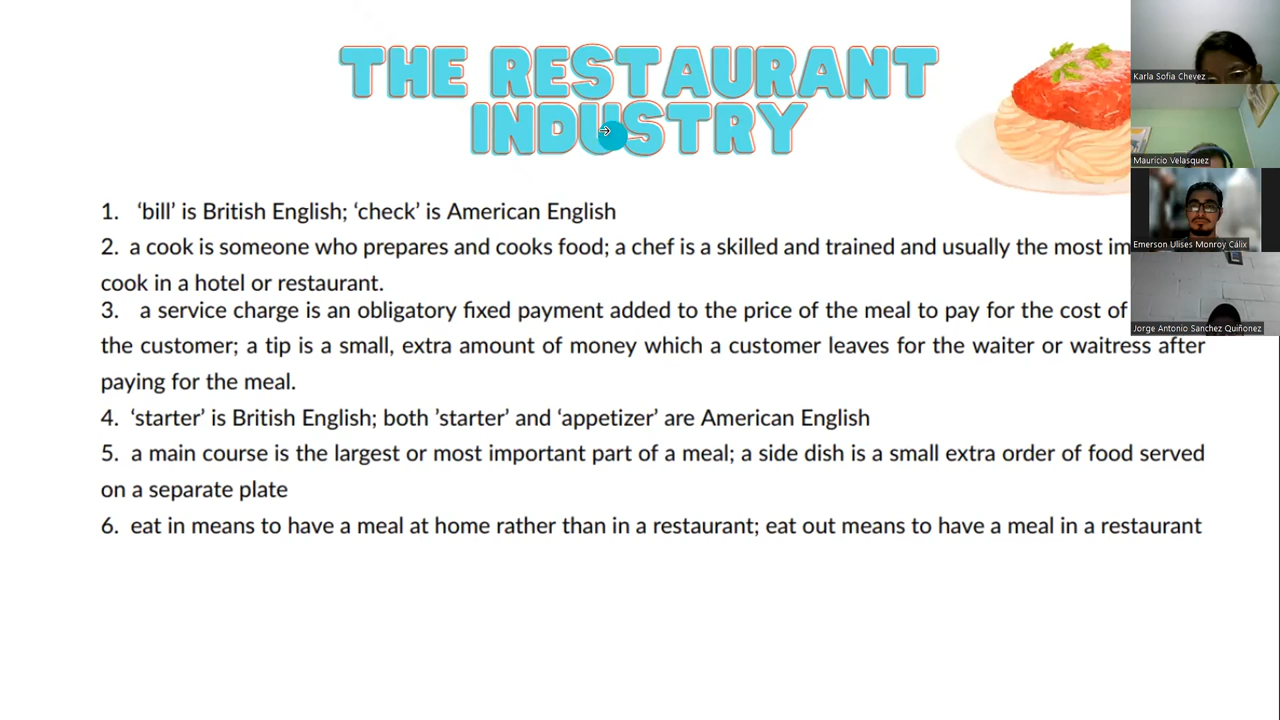 THE RESTAURANT
INDUSTRY
1. ‘bill’ is British English; ‘check’ is American English
2. a cook is someone who prepares and cooks food; a chef is a skilled and trained and usually the most im
cook in a hotel or restaurant.
3. a service charge is an obligatory fixed payment added to the price of the meal to pay for the cost of
the customer; a tip is a small, extra amount of money which a customer leaves for the waiter or waitress after
paying for the meal.
4. ‘starter’ is British English; both ’starter’ and ‘appetizer’ are American English
5. a main course is the largest or most important part of a meal; a side dish is a small extra order of food served
on a separate plate
6. eat in means to have a meal at home rather than in a restaurant; eat out means to have a meal in a restaurant
Karla Sofia Chevez
Mauricio Velasquez
Emerson Ulises Monroy Cálix
Jorge Antonio Sanchez Quiñonez